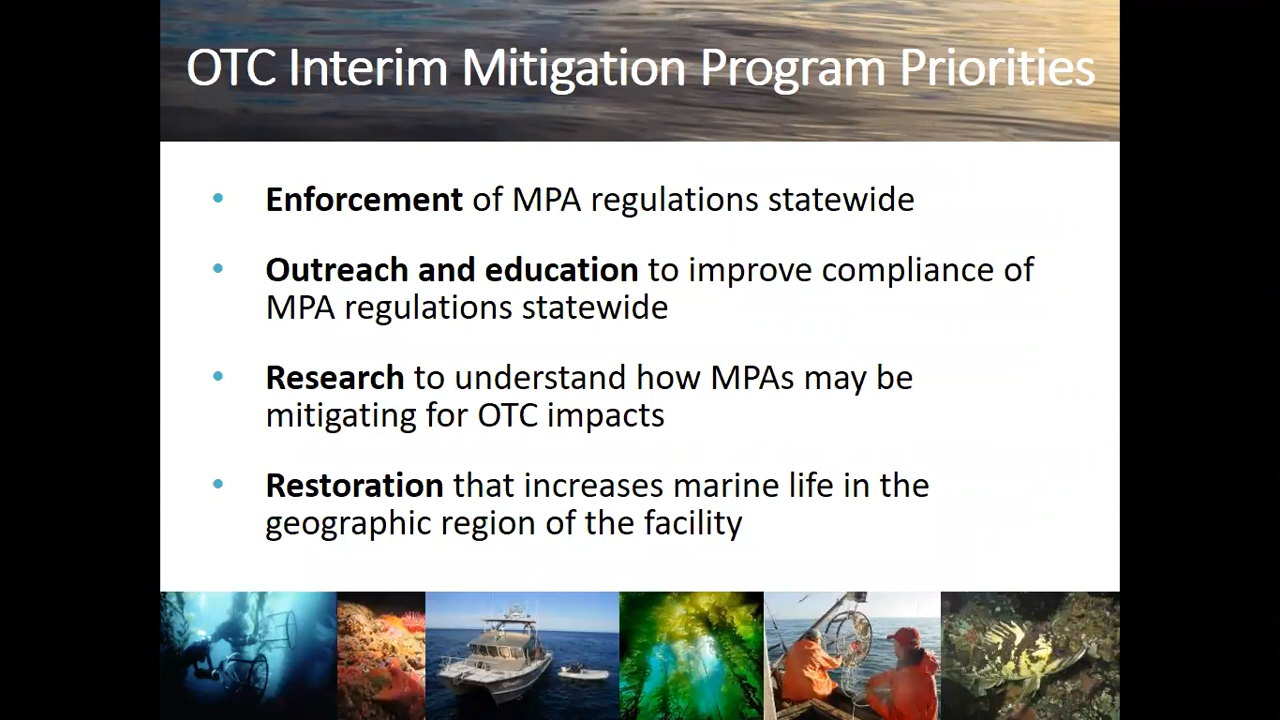 OTC Interim Mitigation Program Priorities
• Enforcement of MPA regulations statewide
• Outreach and education to improve compliance of
MPA regulations statewide
• Research to understand how MPAs may be
mitigating for OTC impacts
• Restoration that increases marine life in the
geographic region of the facility